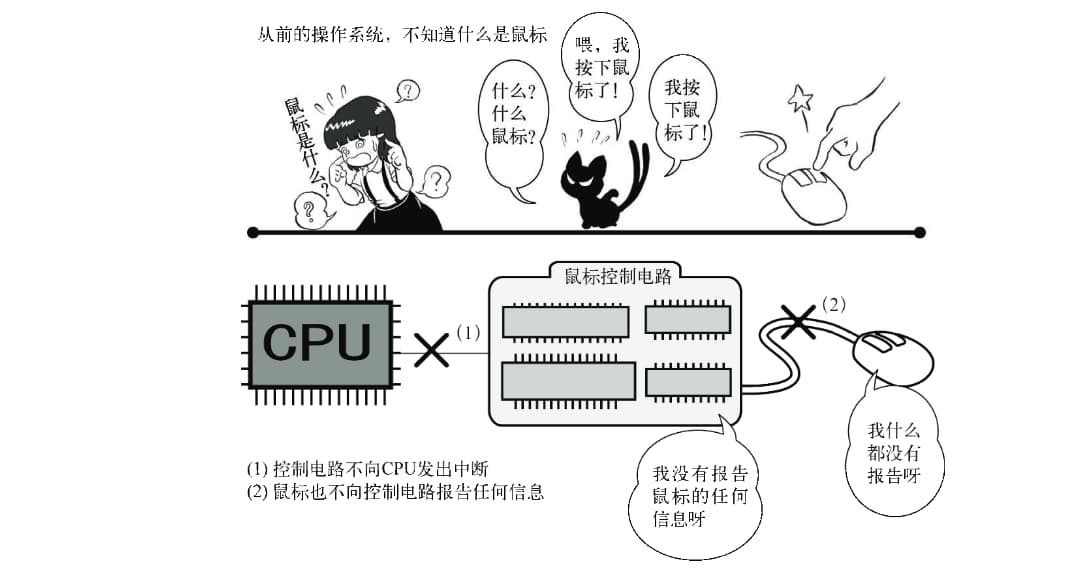 从前的操作系统，不知道什么是鼠标
喂，我
按下鼠
标了！
什么？
什么
鼠标？
我按
下鼠
标了！
鼠标是什么？
?
?
?
鼠标控制电路
CPU
(1)
(2)
我什么
都没有
报告呀
我没有报告
鼠标的任何
信息呀
(1) 控制电路不向CPU发出中断
(2) 鼠标也不向控制电路报告任何信息